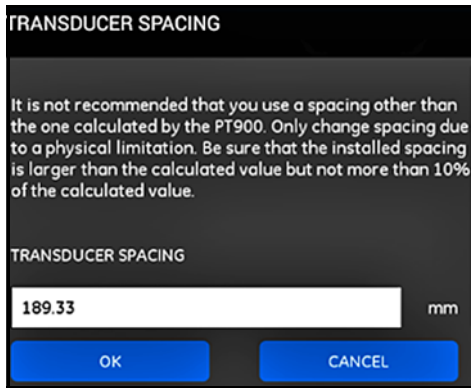 TRANSDUCER SPACING
It is not recommended that you use a spacing other than
the one calculated by the PT900. Only change spacing due
to a physical limitation. Be sure that the installed spacing
is larger than the calculated value but not more than 10%
of the calculated value.
TRANSDUCER SPACING
189.33 mm
OK CANCEL